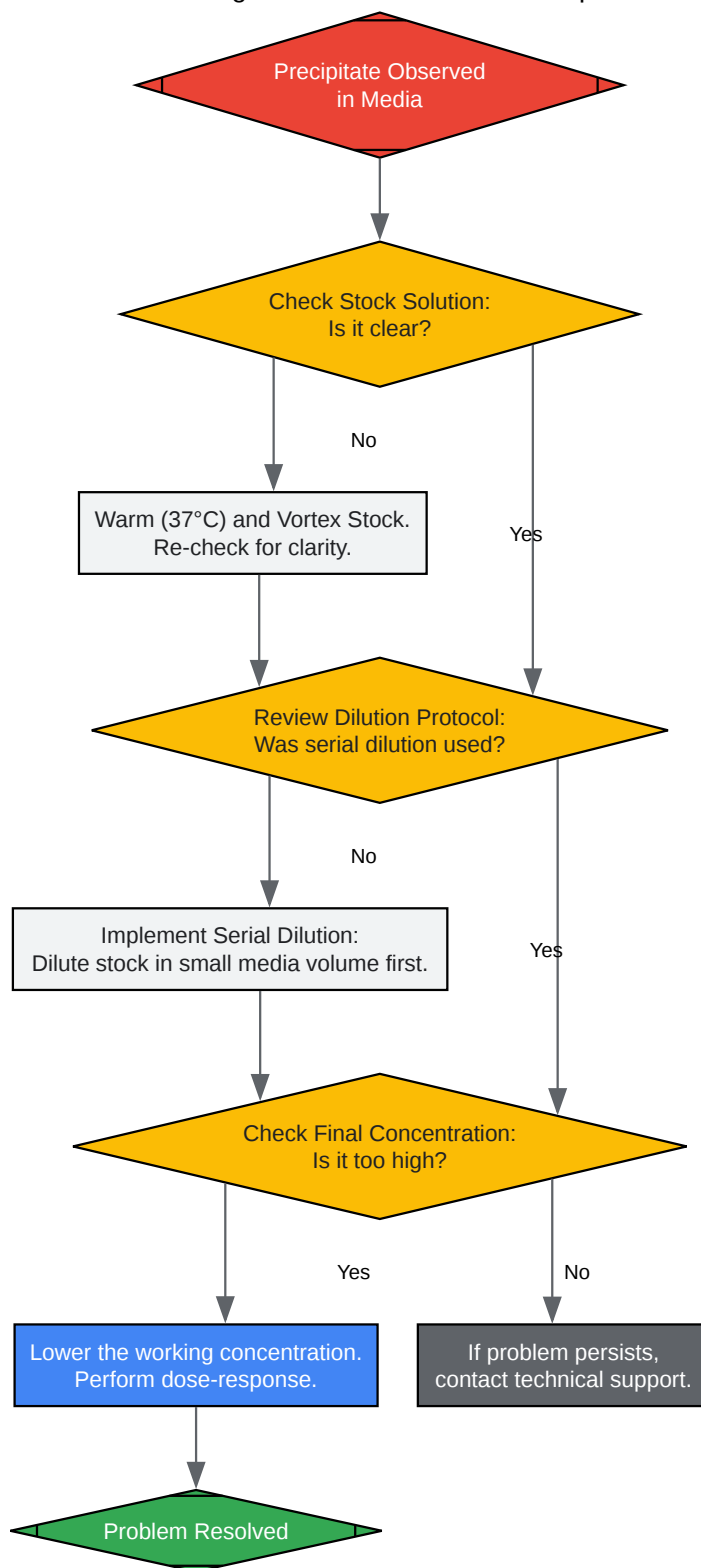 Precipitate Observed
in Media
Check Stock Solution:
Is it clear?
No
Warm (37°C) and Vortex Stock.
Re-check for clarity.
Yes
Review Dilution Protocol:
Was serial dilution used?
No
Implement Serial Dilution:
Dilute stock in small media volume first.
Yes
Check Final Concentration:
Is it too high?
Yes
No
Lower the working concentration.
Perform dose-response.
If problem persists,
contact technical support.
Problem Resolved